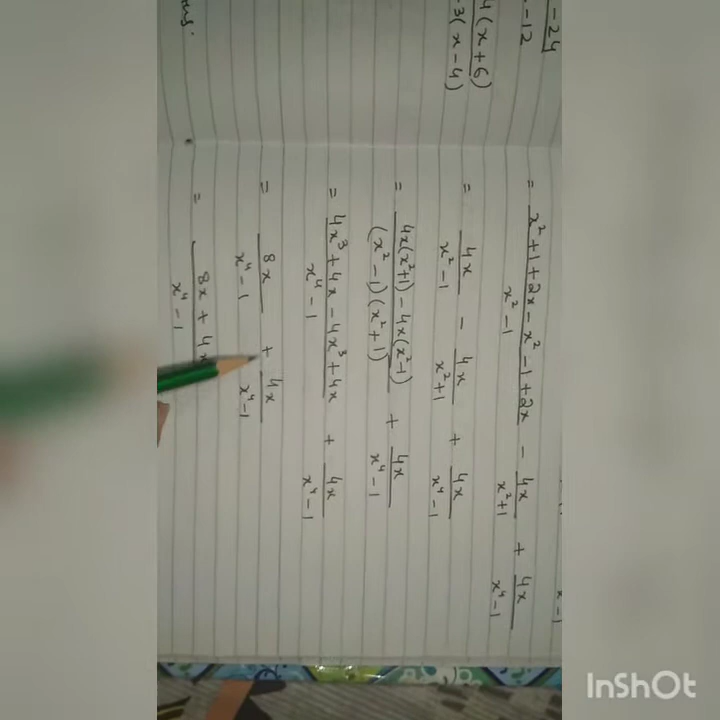 -24
-12
4(x+6)
-3(x-4)
= x²+1+2x-x²-1+2x / x²-1 - 4x / x²+1 + 4x / x⁴-1
= 4x / x²-1 - 4x / x²+1 + 4x / x⁴-1
= 4x(x²+1)-4x(x²-1) / (x²-1)(x²+1) + 4x / x⁴-1
= 4x³+4x-4x³+4x / x⁴-1 + 4x / x⁴-1
= 8x / x⁴-1 + 4x / x⁴-1
= 8x+4x / x⁴-1
InShOt